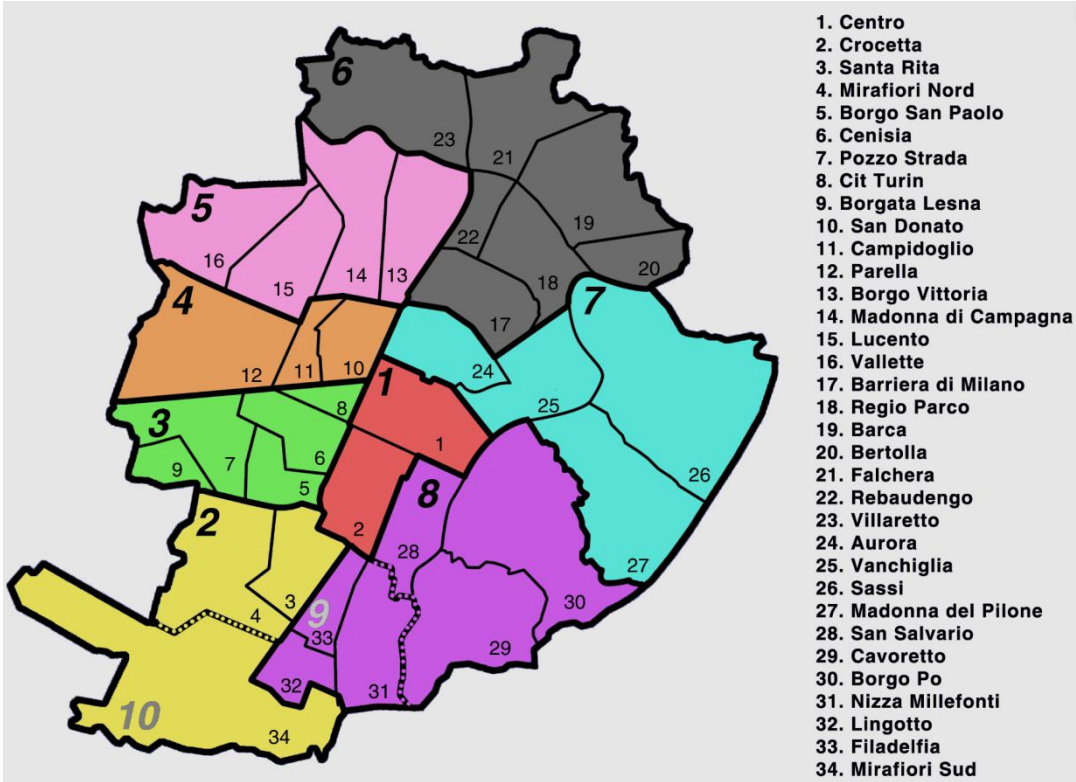 1. Centro
2. Crocetta
3. Santa Rita
4. Mirafiori Nord
5. Borgo San Paolo
6. Cenisia
7. Pozzo Strada
8. Cit Turin
9. Borgata Lesna
10. San Donato
11. Campidoglio
12. Parella
13. Borgo Vittoria
14. Madonna di Campagna
15. Lucento
16. Vallette
17. Barriera di Milano
18. Regio Parco
19. Barca
20. Bertolla
21. Falchera
22. Rebaudengo
23. Villaretto
24. Aurora
25. Vanchiglia
26. Sassi
27. Madonna del Pilone
28. San Salvario
29. Cavoretto
30. Borgo Po
31. Nizza Millefonti
32. Lingotto
33. Filadelfia
34. Mirafiori Sud
6
23
21
19
20
22
18
17
5
16
15
14
13
4
12
11
10
7
24
25
26
27
1
1
2
3
8
6
7
9
5
8
28
30
29
31
2
3
4
9
33
32
10
34